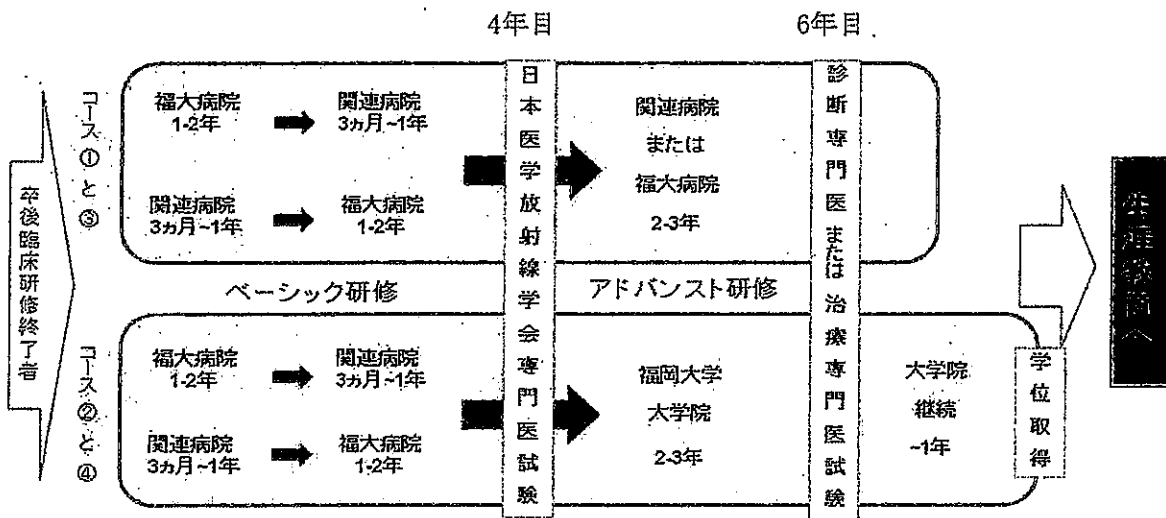 4年目
6年目
卒後臨床研修終了者
コース①と③
福大病院
1-2年
関連病院
3ヵ月~1年
関連病院
3ヵ月~1年
福大病院
1-2年
日本医学放射線学会専門医試験
関連病院
または
福大病院
2-3年
診断専門医または治療専門医試験
ベーシック研修
アドバンスト研修
コース②と④
福大病院
1-2年
関連病院
3ヵ月~1年
関連病院
3ヵ月~1年
福大病院
1-2年
福岡大学
大学院
2-3年
大学院
継続
~1年
学位取得
生涯教育へ